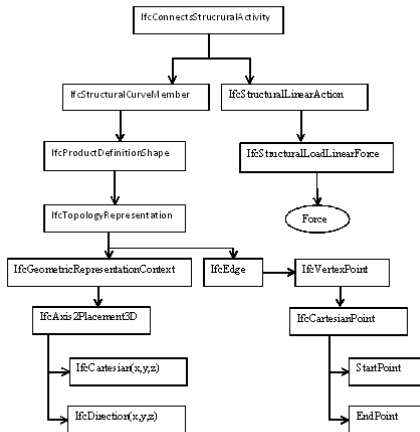 IfcConnectsStrucruralActivity
IfcStructuralCurveMember
IfcStructuralLinearAction
IfcProductDefinitionShape
IfcStructuralLoadLinearForce
IfcTopologyRepresentation
Force
IfcGeometricRepresentationContext
IfcEdge
IfcVertexPoint
IfcAxis2Placement3D
IfcCartesianPoint
IfcCartesian(x,y,z)
StartPoint
IfcDirection(x,y,z)
EndPoint